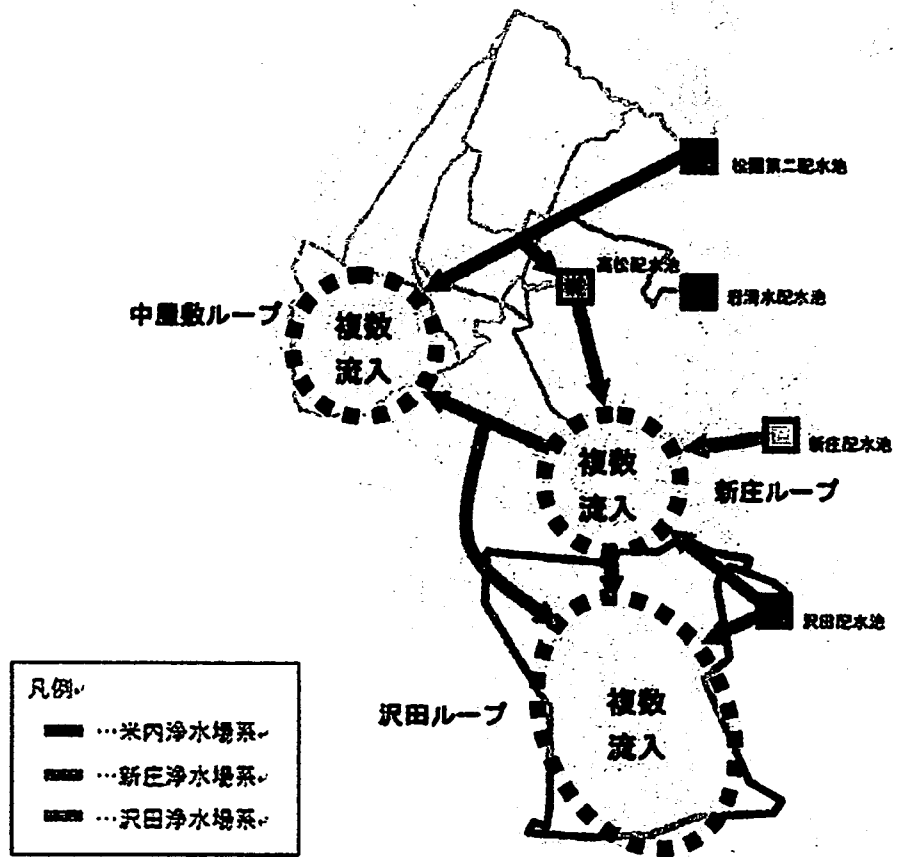 松園第二配水池
高松配水池
岩清水配水池
中屋敷ループ
複数
流入
新庄配水池
複数
流入
新庄ループ
沢田配水池
沢田ループ
複数
流入
凡例
…米内浄水場系
…新庄浄水場系
…沢田浄水場系